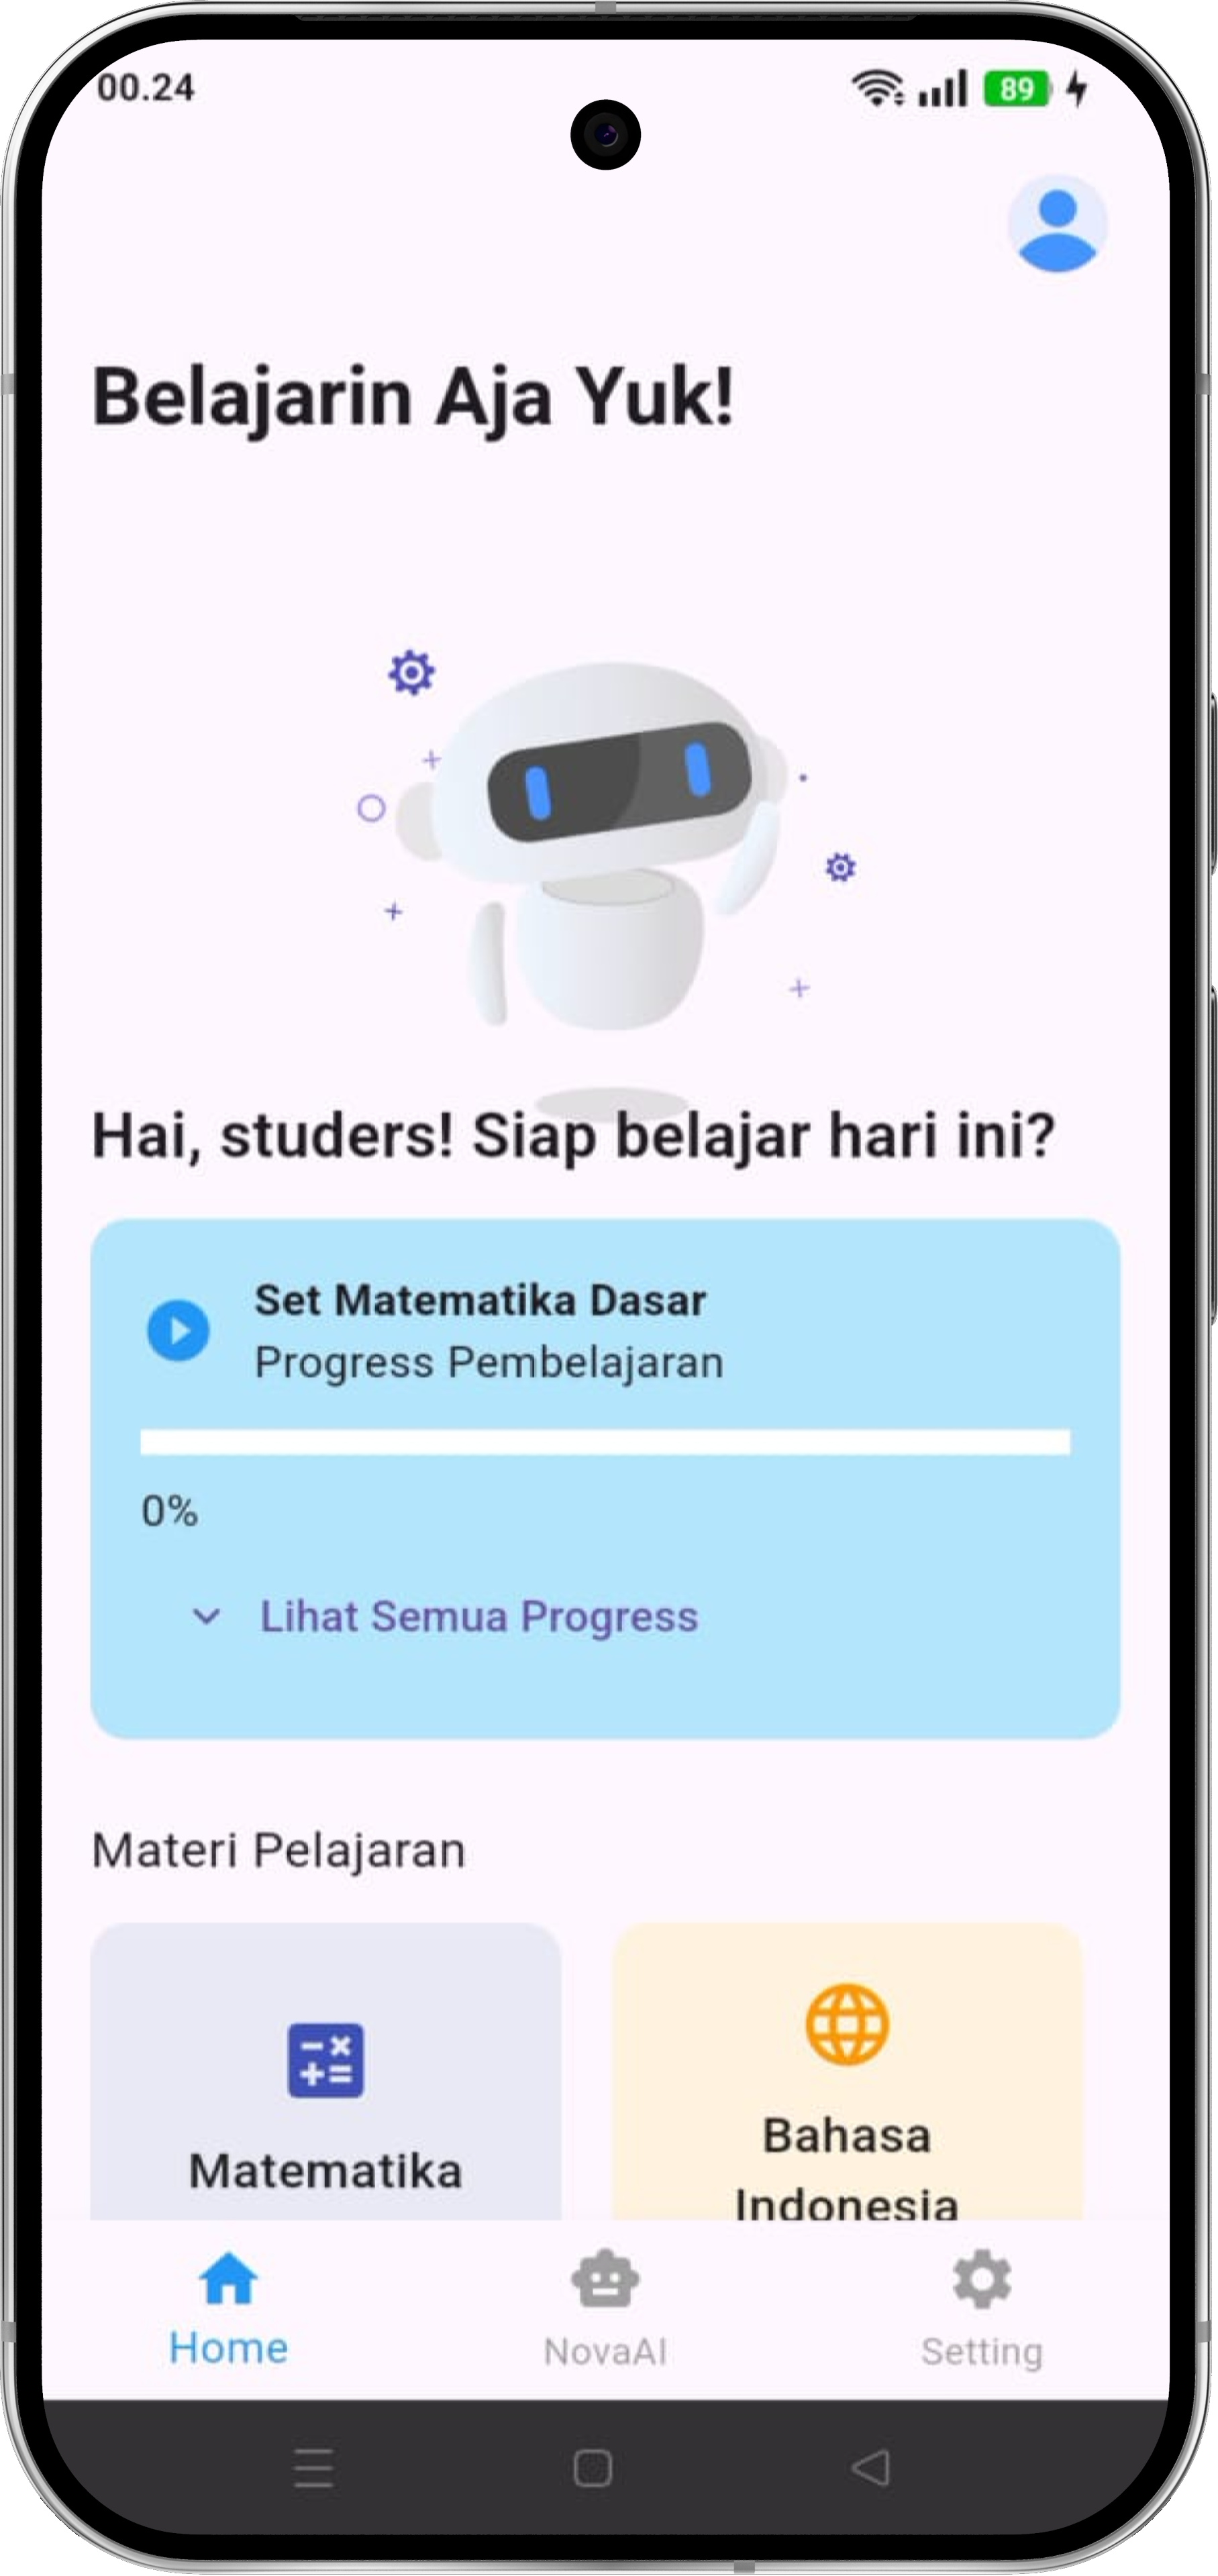 00.24
89
Belajarin Aja Yuk!
Hai, studers! Siap belajar hari ini?
Set Matematika Dasar
Progress Pembelajaran
0%
Lihat Semua Progress
Materi Pelajaran
Matematika
Bahasa
Indonesia
Home
NovaAI
Setting